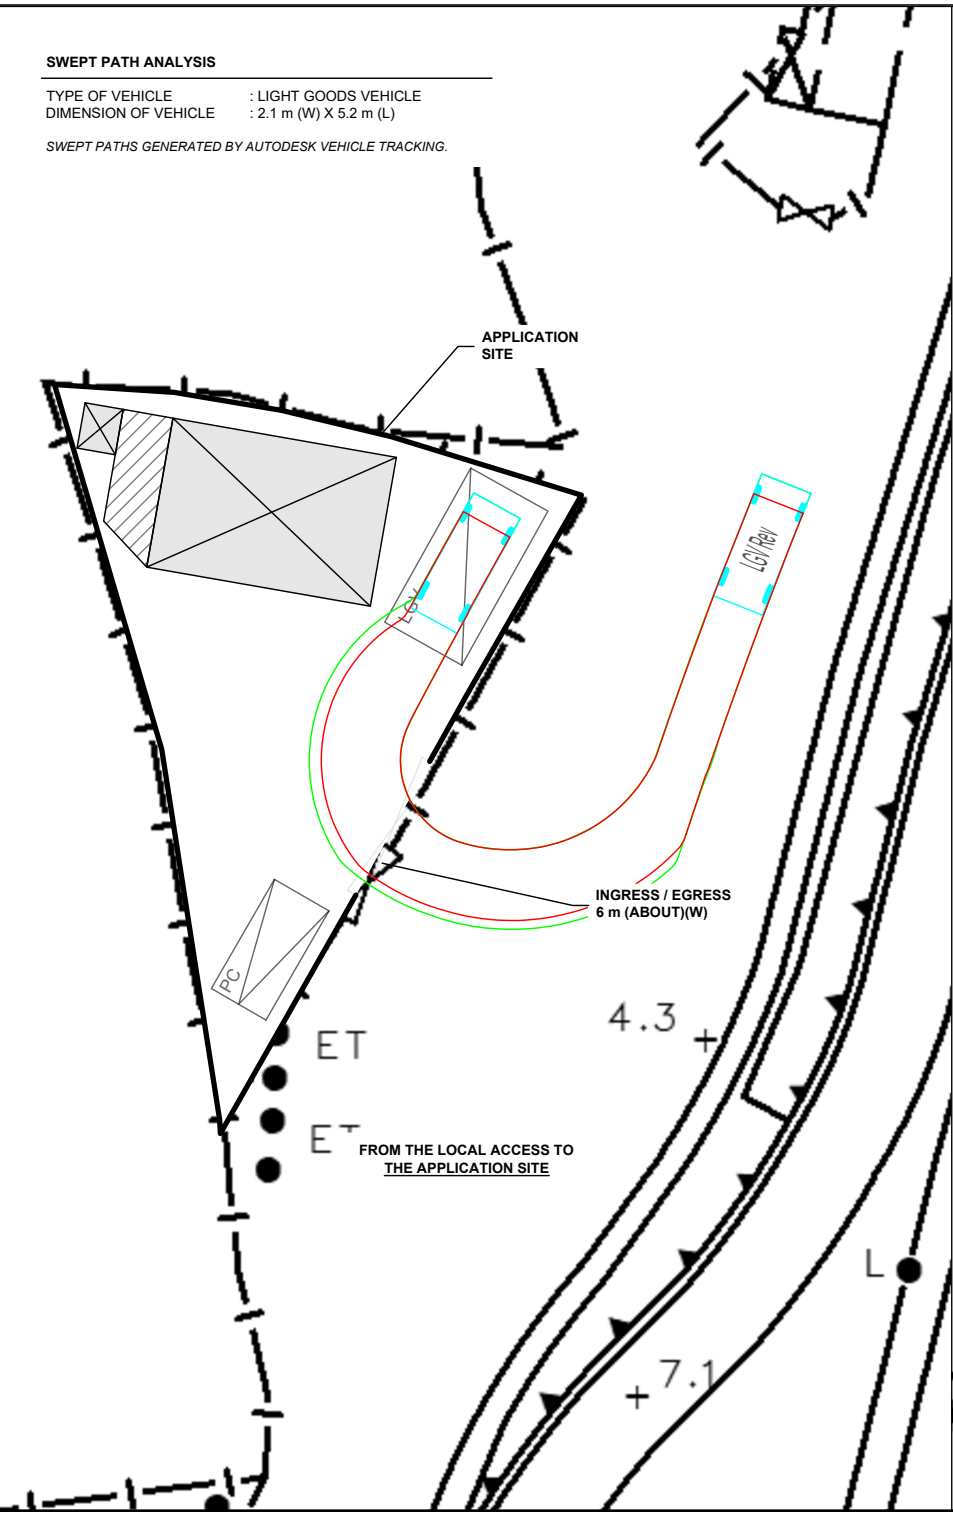 SWEPT PATH ANALYSIS
TYPE OF VEHICLE : LIGHT GOODS VEHICLE
DIMENSION OF VEHICLE : 2.1 m (W) X 5.2 m (L)
SWEPT PATHS GENERATED BY AUTODESK VEHICLE TRACKING.
APPLICATION
SITE
LGV Rev
LGV
INGRESS / EGRESS
6 m (ABOUT)(W)
PC
4.3
ET
ET
FROM THE LOCAL ACCESS TO
THE APPLICATION SITE
L
7.1